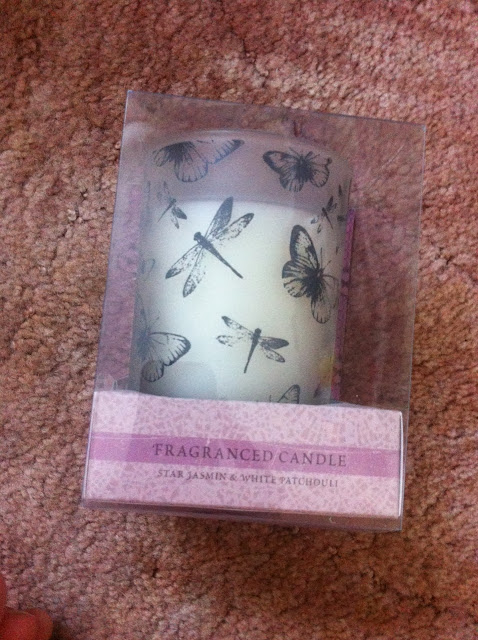 FRAGRANCED CANDLE
STAR JASMIN & WHITE PATCHOULI